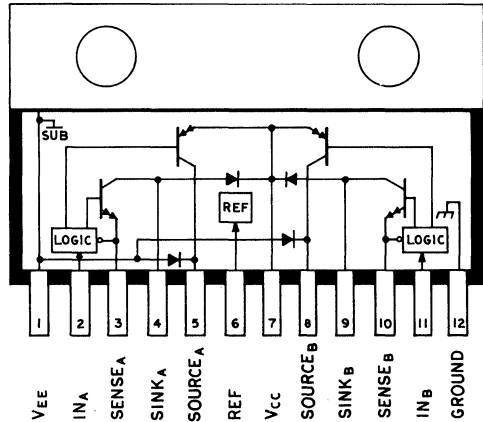 SUB
REF
LOGIC
LOGIC
1 2 3 4 5 6 7 8 9 10 11 12
VEE
INA
SENSEA
SINKA
SOURCEA
REF
VCC
SOURCEB
SINKB
SENSEB
INB
GROUND